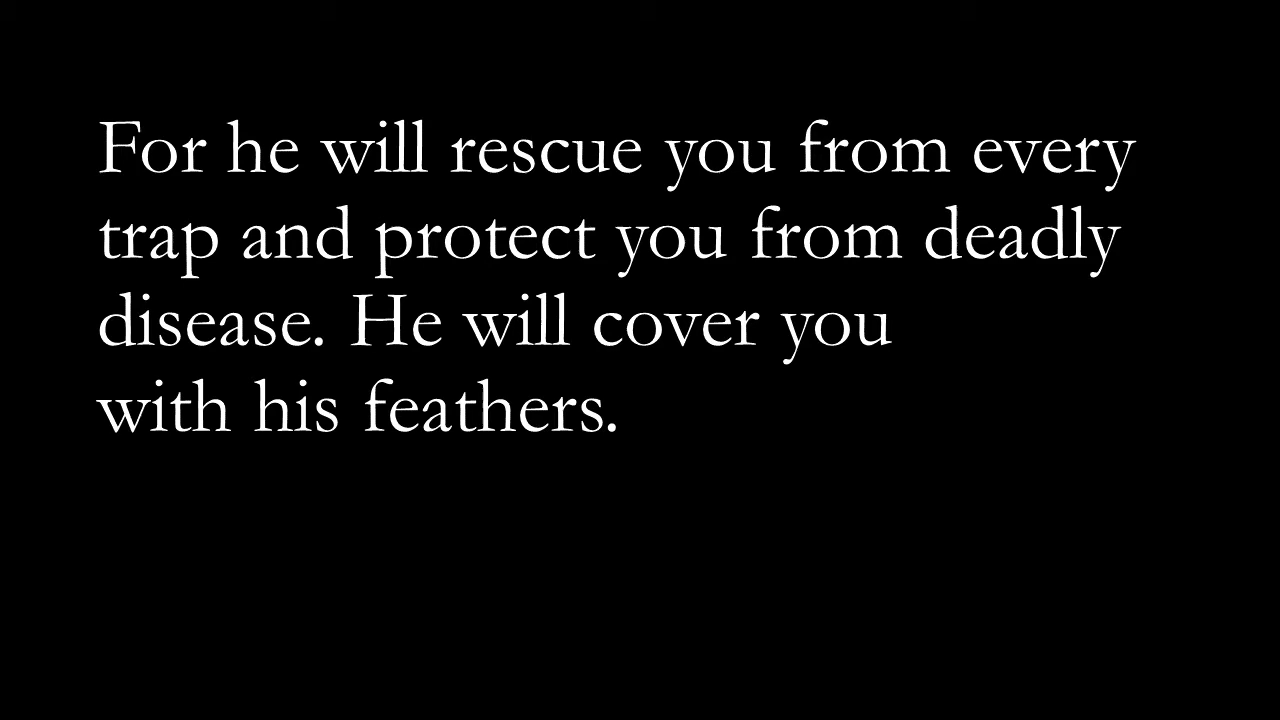 For he will rescue you from every
trap and protect you from deadly
disease. He will cover you
with his feathers.